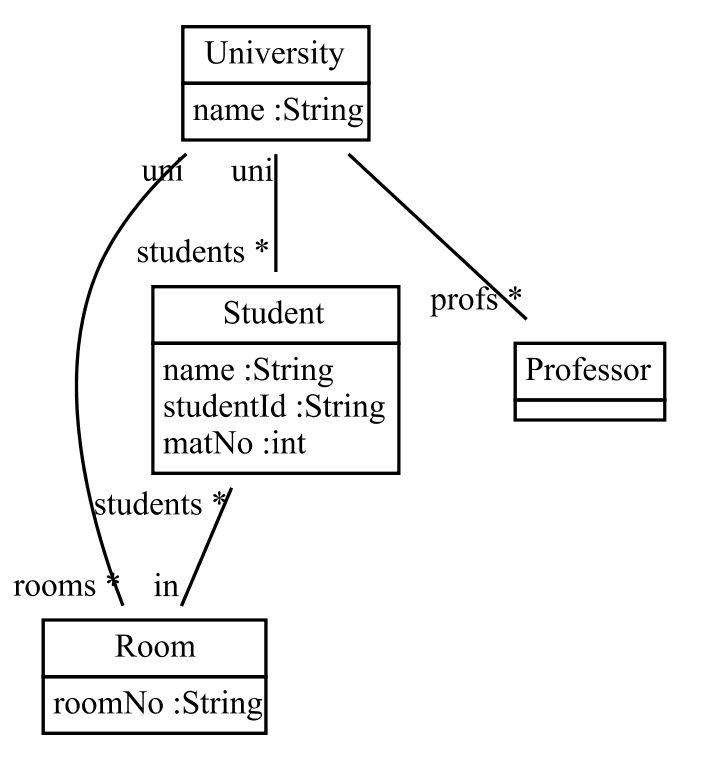 University
name :String
uni
uni
students *
profs *
Student
name :String
studentId :String
matNo :int
Professor
students *
rooms *
in
Room
roomNo :String